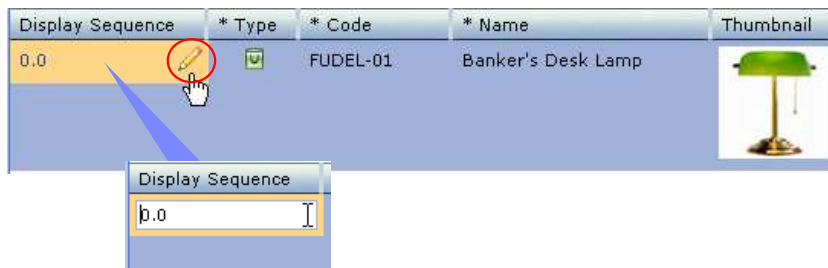 Display Sequence * Type * Code * Name Thumbnail
0.0 FUDEL-01 Banker's Desk Lamp
Display Sequence
0.0